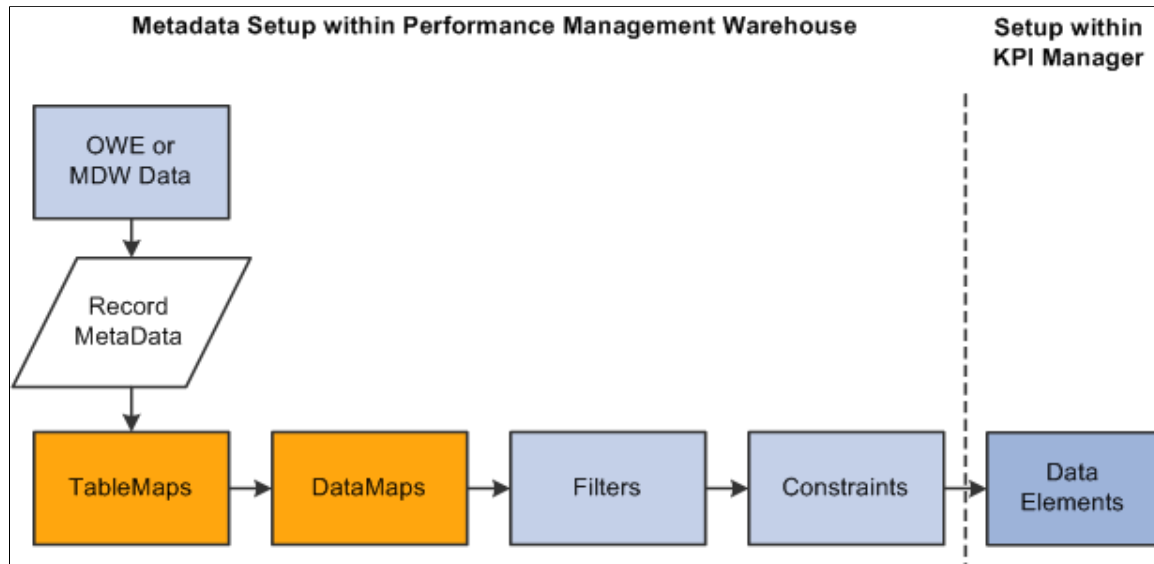 Metadata Setup within Performance Management Warehouse
Setup within
KPI Manager
OWE or
MDW Data
Record
MetaData
TableMaps
DataMaps
Filters
Constraints
Data
Elements